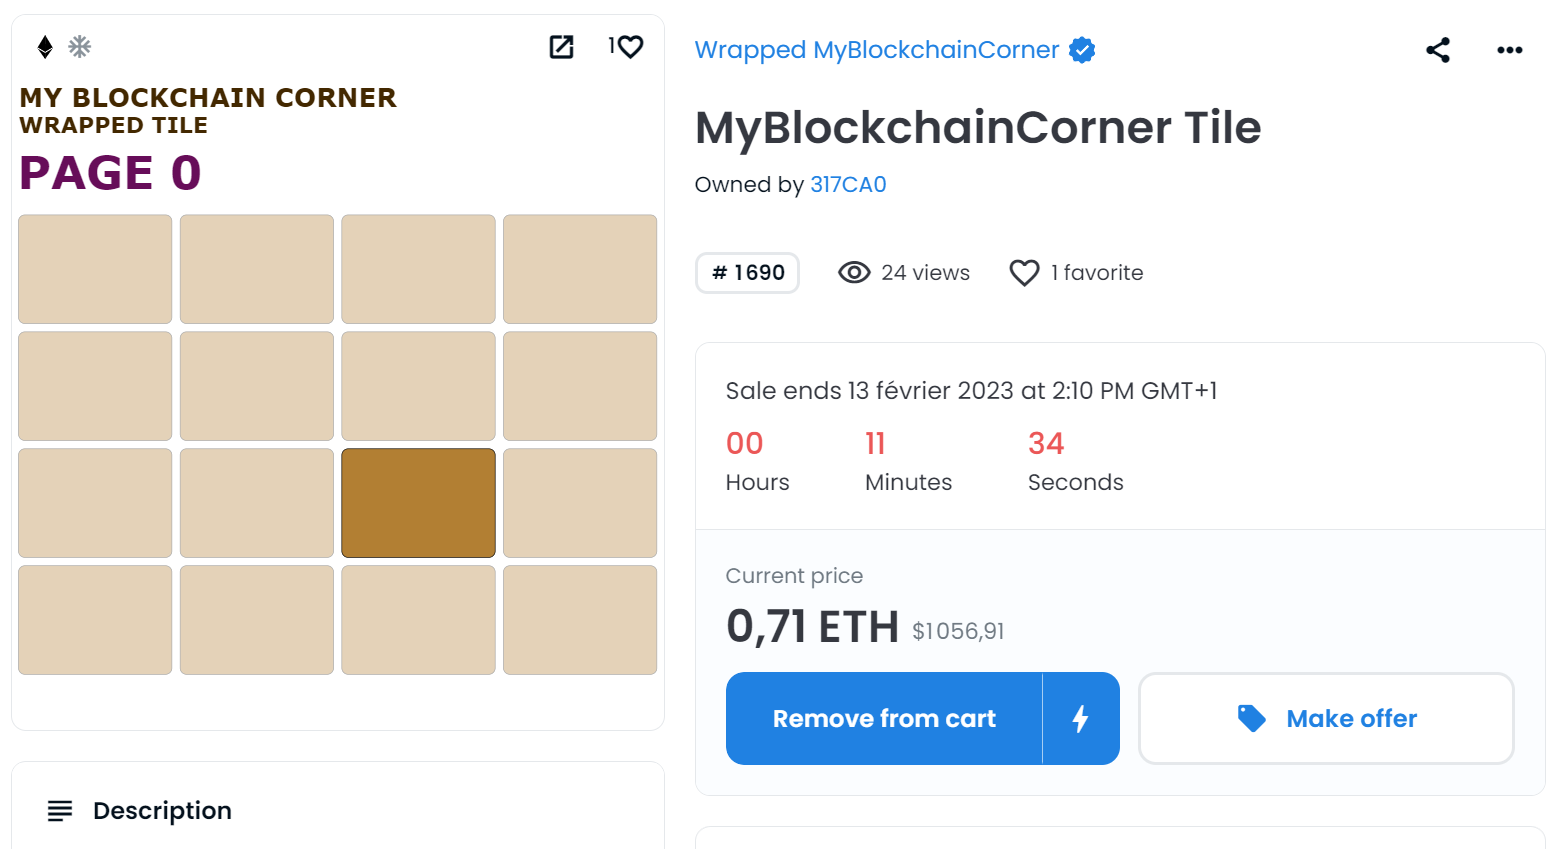 1
MY BLOCKCHAIN CORNER
WRAPPED TILE
PAGE 0
Description
Wrapped MyBlockchainCorner
MyBlockchainCorner Tile
Owned by 317CA0
# 1690
24 views
1 favorite
Sale ends 13 février 2023 at 2:10 PM GMT+1
00 11 34
Hours Minutes Seconds
Current price
0,71 ETH $1 056,91
Remove from cart
Make offer